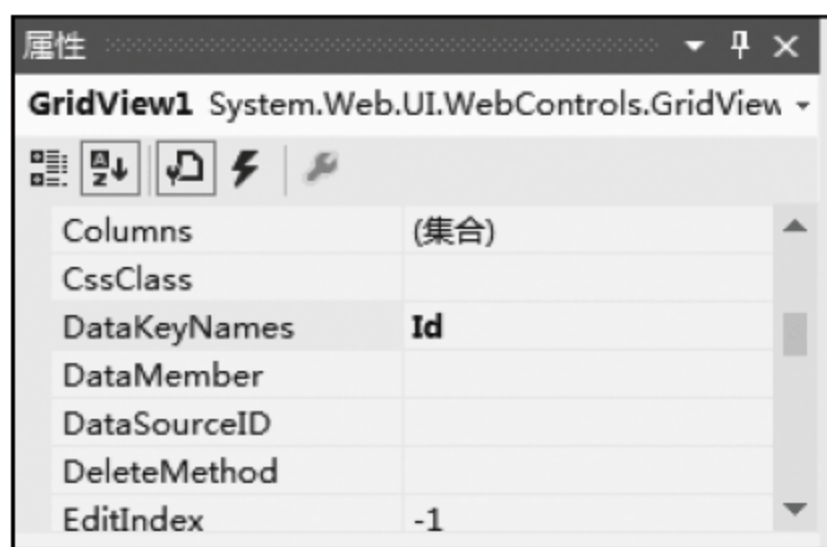 属性
GridView1 System.Web.UI.WebControls.GridView
Columns (集合)
CssClass
DataKeyNames Id
DataMember
DataSourceID
DeleteMethod
EditIndex -1